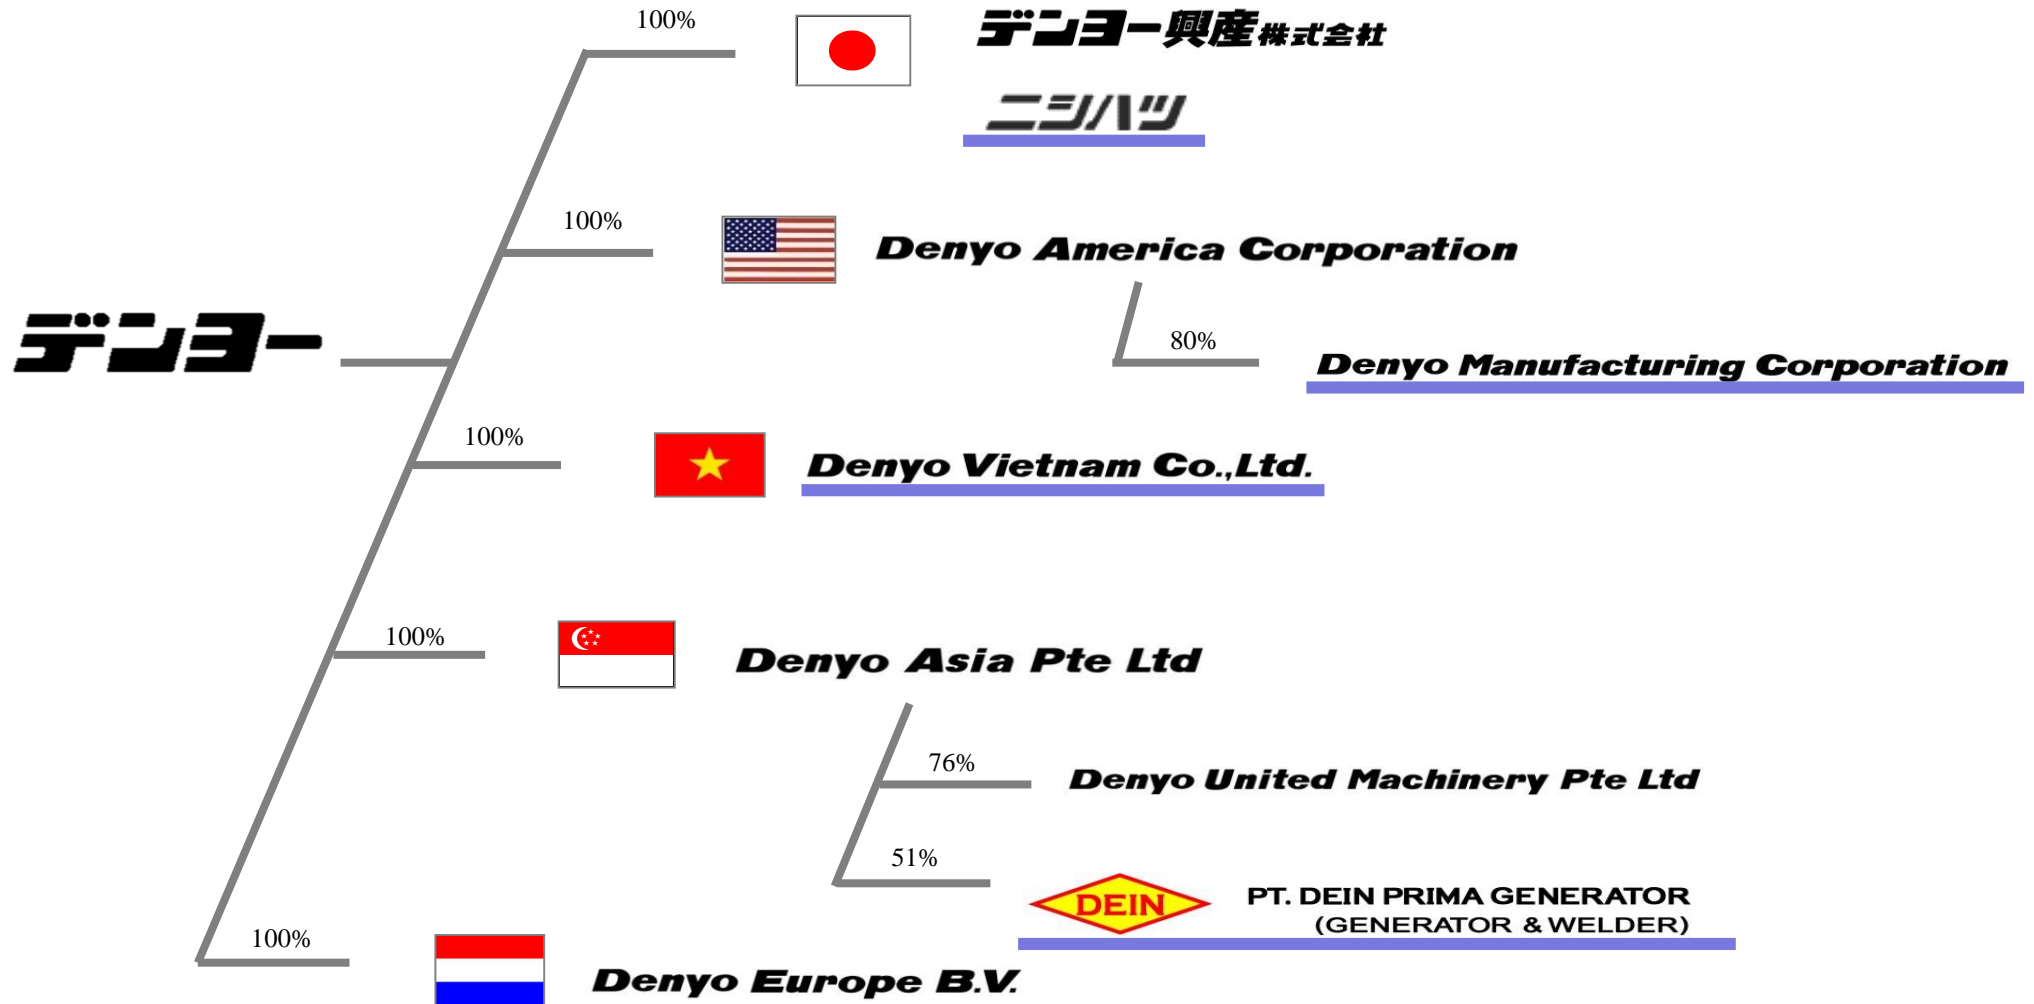 100%
デンヨー興産株式会社
ニシハツ
100%
Denyo America Corporation
デンヨー
80%
Denyo Manufacturing Corporation
100%
Denyo Vietnam Co.,Ltd.
100%
Denyo Asia Pte Ltd
76%
Denyo United Machinery Pte Ltd
51%
DEIN
PT. DEIN PRIMA GENERATOR
(GENERATOR & WELDER)
100%
Denyo Europe B.V.